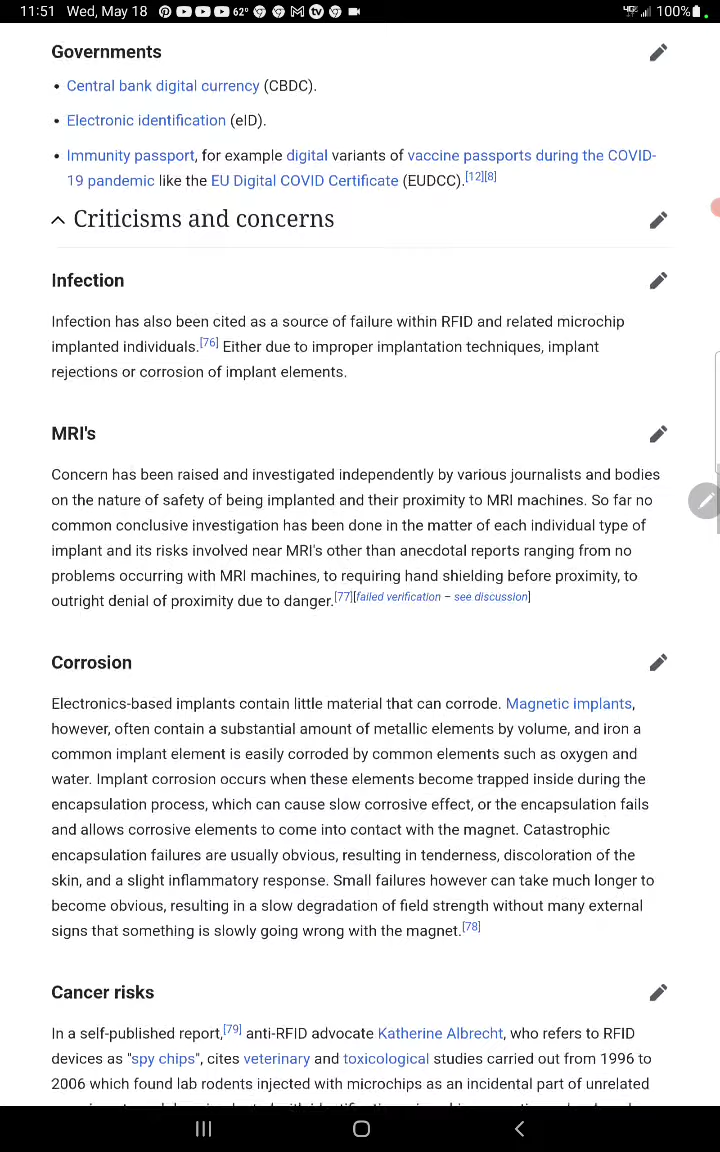 11:51 Wed, May 18 62° 100%
Governments
• Central bank digital currency (CBDC).
• Electronic identification (eID).
• Immunity passport, for example digital variants of vaccine passports during the COVID-
19 pandemic like the EU Digital COVID Certificate (EUDCC).[12][8]
Criticisms and concerns
Infection
Infection has also been cited as a source of failure within RFID and related microchip
implanted individuals.[76] Either due to improper implantation techniques, implant
rejections or corrosion of implant elements.
MRI's
Concern has been raised and investigated independently by various journalists and bodies
on the nature of safety of being implanted and their proximity to MRI machines. So far no
common conclusive investigation has been done in the matter of each individual type of
implant and its risks involved near MRI's other than anecdotal reports ranging from no
problems occurring with MRI machines, to requiring hand shielding before proximity, to
outright denial of proximity due to danger.[77][failed verification – see discussion]
Corrosion
Electronics-based implants contain little material that can corrode. Magnetic implants,
however, often contain a substantial amount of metallic elements by volume, and iron a
common implant element is easily corroded by common elements such as oxygen and
water. Implant corrosion occurs when these elements become trapped inside during the
encapsulation process, which can cause slow corrosive effect, or the encapsulation fails
and allows corrosive elements to come into contact with the magnet. Catastrophic
encapsulation failures are usually obvious, resulting in tenderness, discoloration of the
skin, and a slight inflammatory response. Small failures however can take much longer to
become obvious, resulting in a slow degradation of field strength without many external
signs that something is slowly going wrong with the magnet.[78]
Cancer risks
In a self-published report,[79] anti-RFID advocate Katherine Albrecht, who refers to RFID
devices as "spy chips", cites veterinary and toxicological studies carried out from 1996 to
2006 which found lab rodents injected with microchips as an incidental part of unrelated